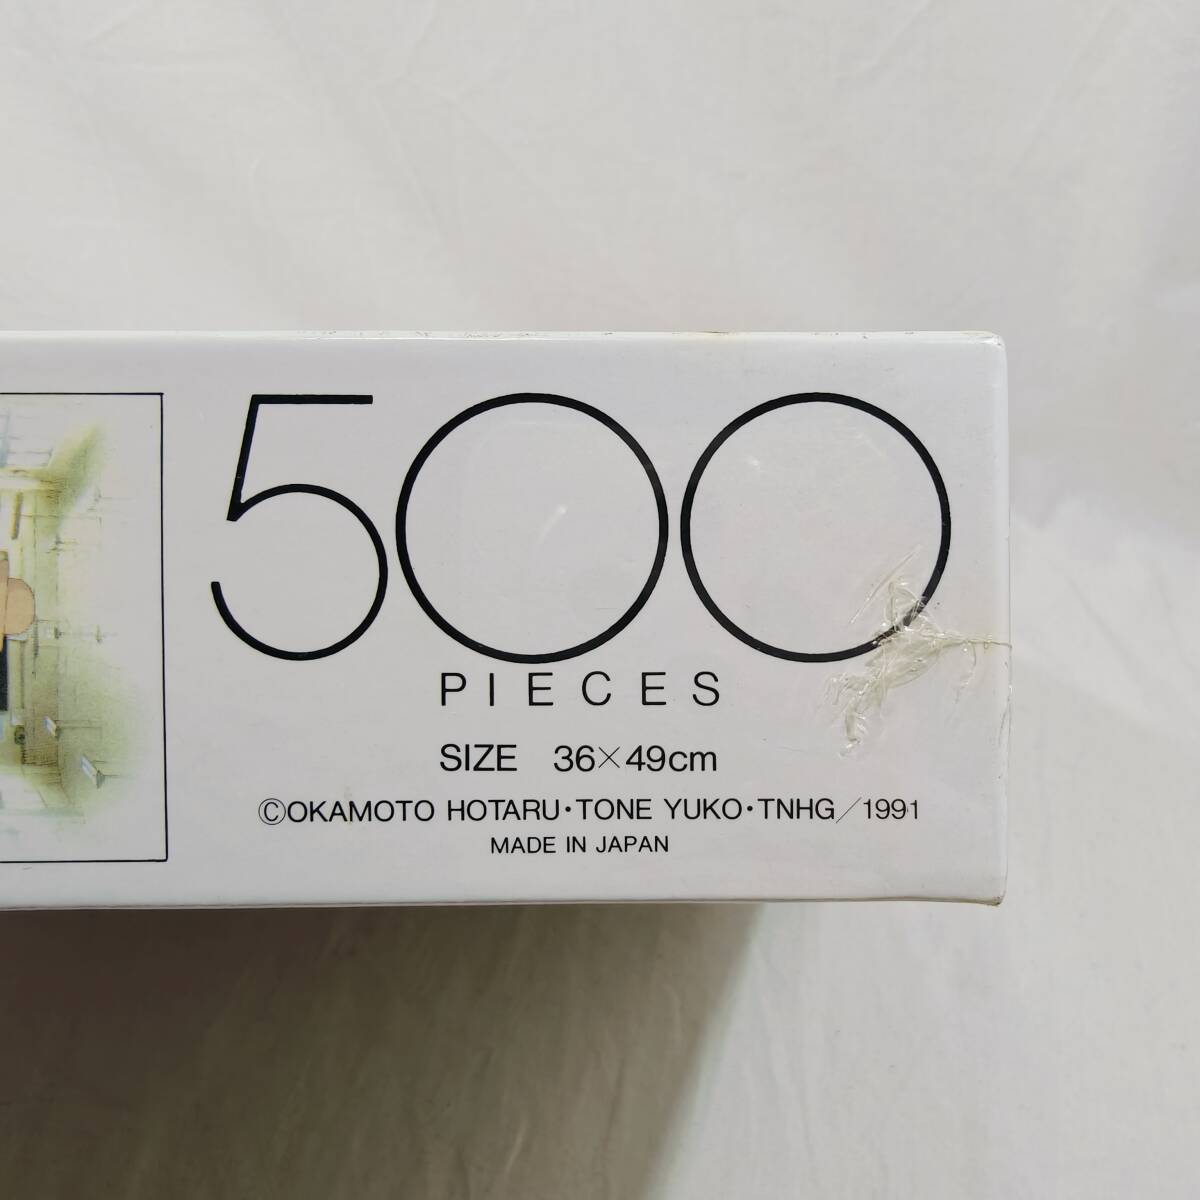 500
PIECES
SIZE 36×49cm
©OKAMOTO HOTARU・TONE YUKO・TNHG/1991
MADE IN JAPAN